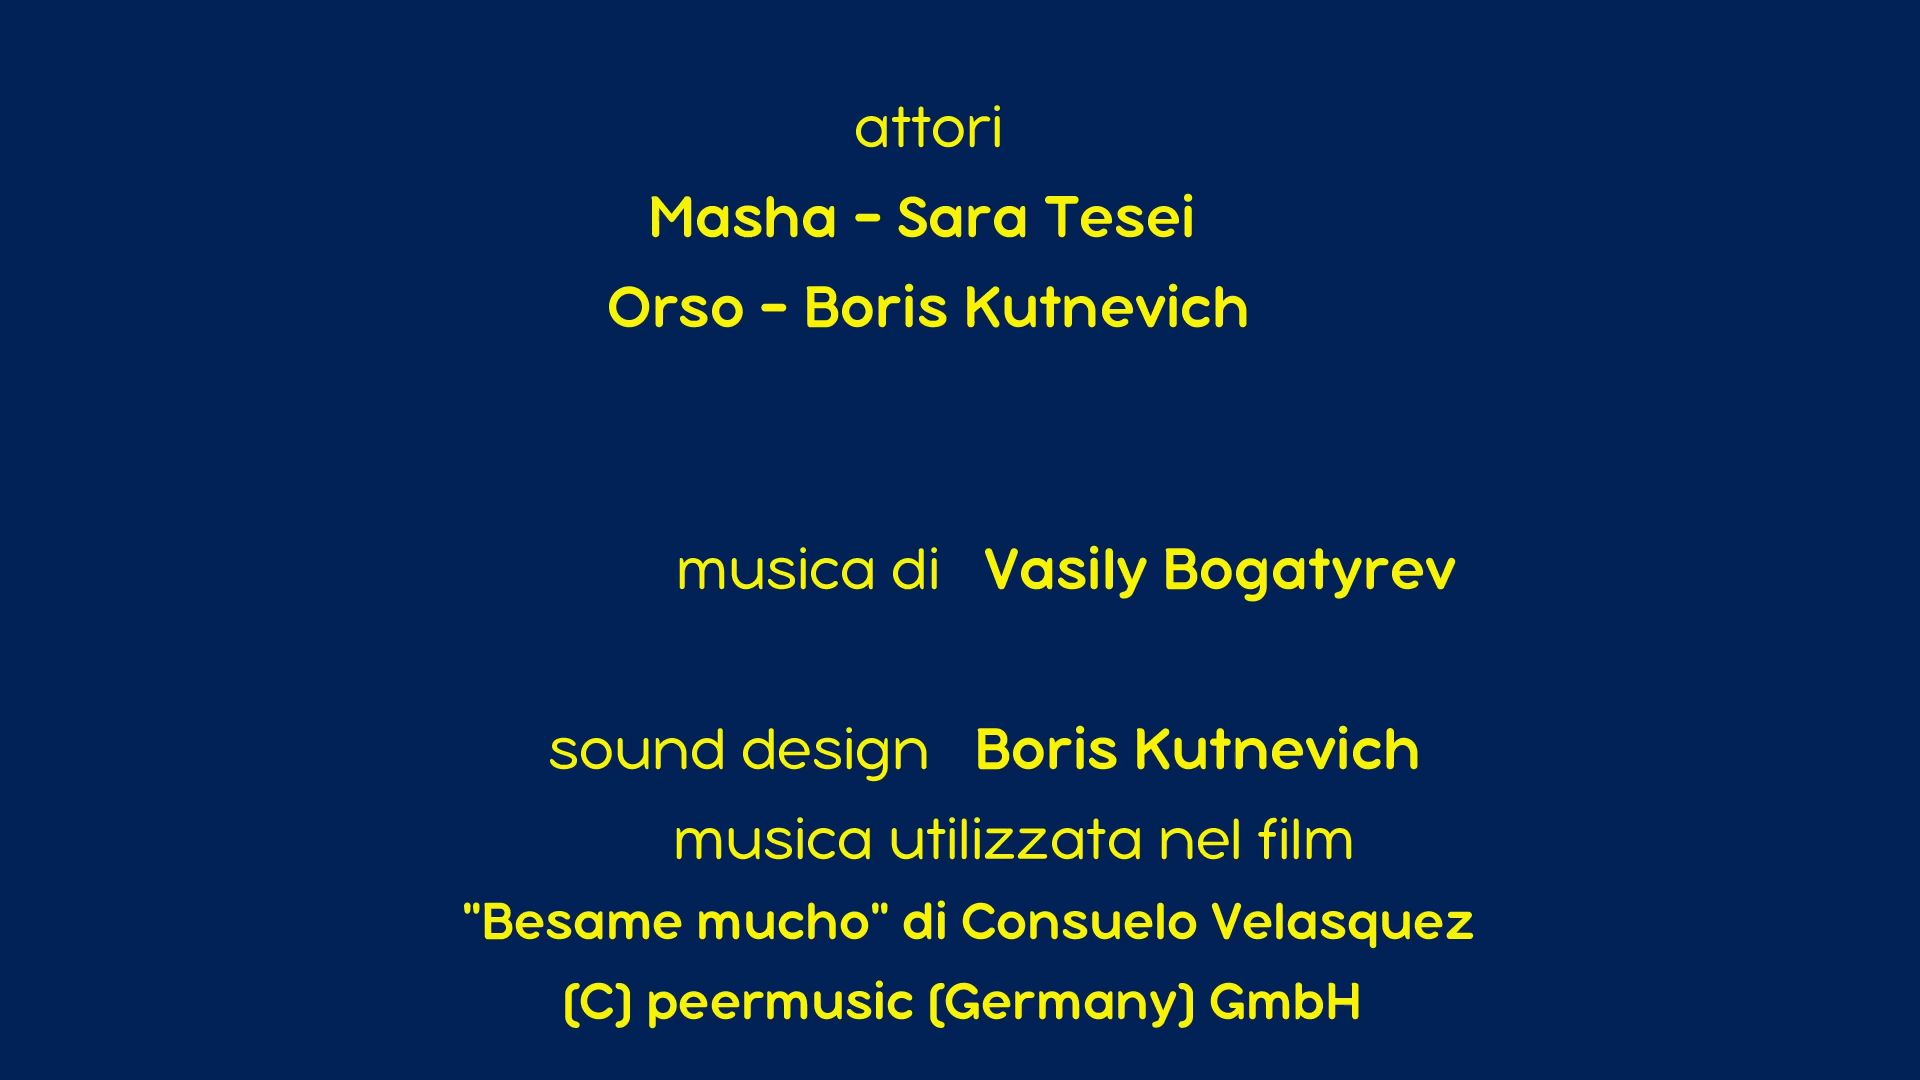 attori
Masha - Sara Tesei
Orso - Boris Kutnevich
musica di Vasily Bogatyrev
sound design Boris Kutnevich
musica utilizzata nel film
"Besame mucho" di Consuelo Velasquez
(C) peermusic (Germany) GmbH